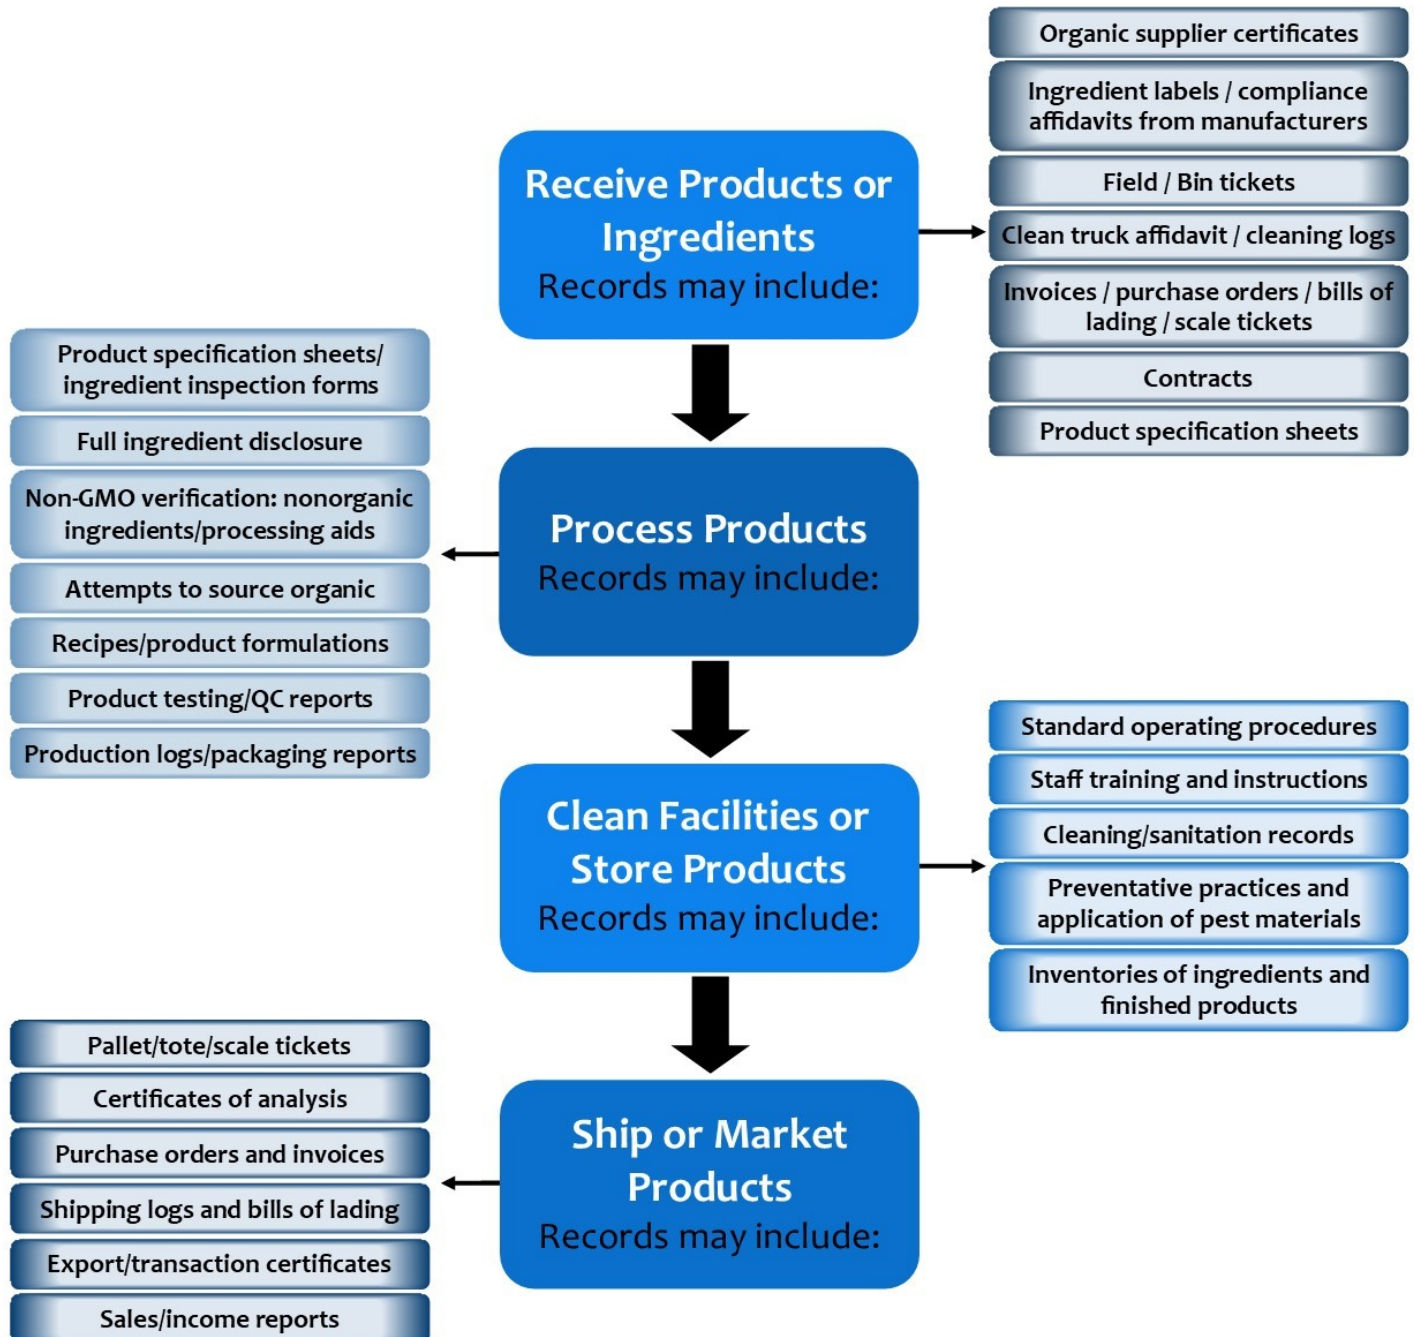 Receive Products or
Ingredients
Records may include:
Organic supplier certificates
Ingredient labels / compliance
affidavits from manufacturers
Field / Bin tickets
Clean truck affidavit / cleaning logs
Invoices / purchase orders / bills of
lading / scale tickets
Contracts
Product specification sheets
Process Products
Records may include:
Product specification sheets/
ingredient inspection forms
Full ingredient disclosure
Non-GMO verification: nonorganic
ingredients/processing aids
Attempts to source organic
Recipes/product formulations
Product testing/QC reports
Production logs/packaging reports
Clean Facilities or
Store Products
Records may include:
Standard operating procedures
Staff training and instructions
Cleaning/sanitation records
Preventative practices and
application of pest materials
Inventories of ingredients and
finished products
Ship or Market
Products
Records may include:
Pallet/tote/scale tickets
Certificates of analysis
Purchase orders and invoices
Shipping logs and bills of lading
Export/transaction certificates
Sales/income reports